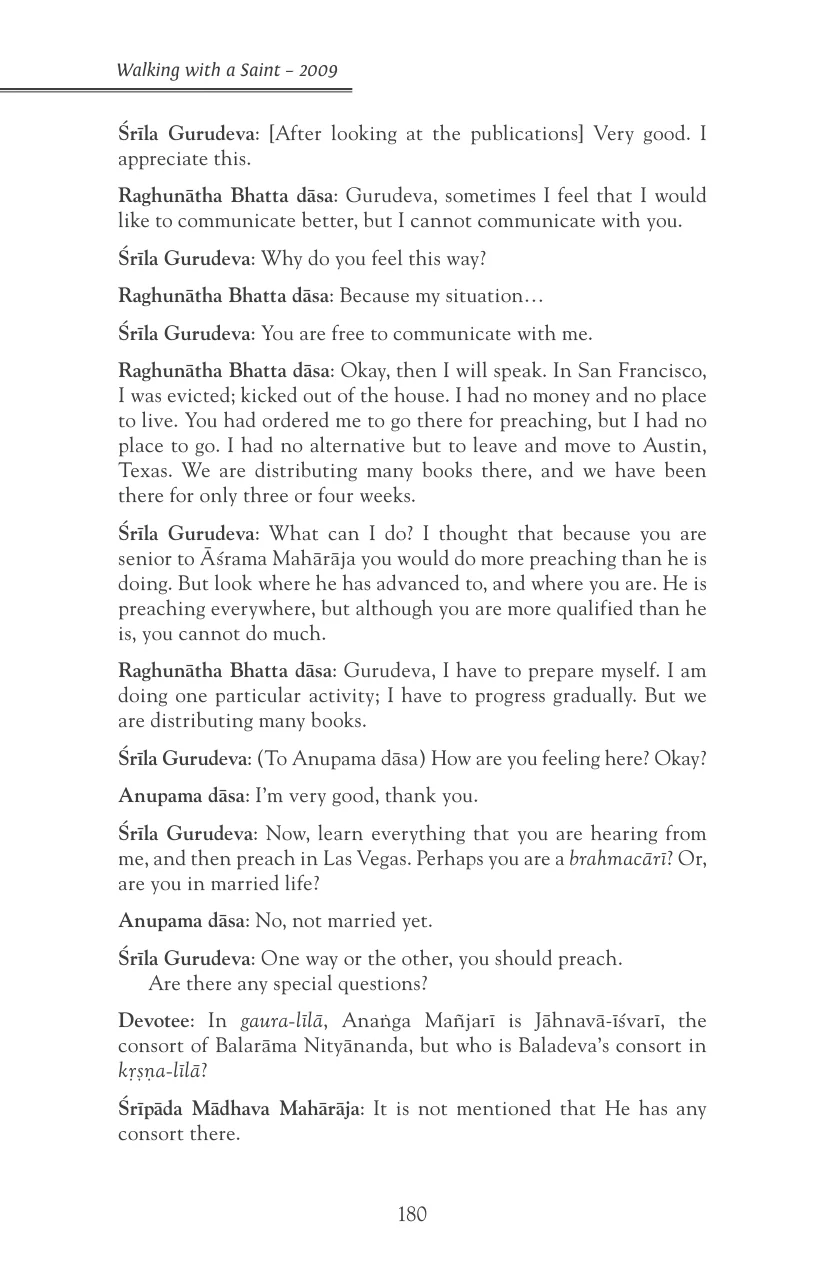 Walking with a Saint – 2009
Śrīla Gurudeva: [After looking at the publications] Very good. I
appreciate this.
Raghunātha Bhatta dāsa: Gurudeva, sometimes I feel that I would
like to communicate better, but I cannot communicate with you.
Śrīla Gurudeva: Why do you feel this way?
Raghunātha Bhatta dāsa: Because my situation…
Śrīla Gurudeva: You are free to communicate with me.
Raghunātha Bhatta dāsa: Okay, then I will speak. In San Francisco,
I was evicted; kicked out of the house. I had no money and no place
to live. You had ordered me to go there for preaching, but I had no
place to go. I had no alternative but to leave and move to Austin,
Texas. We are distributing many books there, and we have been
there for only three or four weeks.
Śrīla Gurudeva: What can I do? I thought that because you are
senior to Āśrama Mahārāja you would do more preaching than he is
doing. But look where he has advanced to, and where you are. He is
preaching everywhere, but although you are more qualified than he
is, you cannot do much.
Raghunātha Bhatta dāsa: Gurudeva, I have to prepare myself. I am
doing one particular activity; I have to progress gradually. But we
are distributing many books.
Śrīla Gurudeva: (To Anupama dāsa) How are you feeling here? Okay?
Anupama dāsa: I'm very good, thank you.
Śrīla Gurudeva: Now, learn everything that you are hearing from
me, and then preach in Las Vegas. Perhaps you are a brahmacārī? Or,
are you in married life?
Anupama dāsa: No, not married yet.
Śrīla Gurudeva: One way or the other, you should preach.
Are there any special questions?
Devotee: In gaura-līlā, Anaṅga Mañjarī is Jāhnavā-īśvarī, the
consort of Balarāma Nityānanda, but who is Baladeva's consort in
kṛṣṇa-līlā?
Śrīpāda Mādhava Mahārāja: It is not mentioned that He has any
consort there.
180